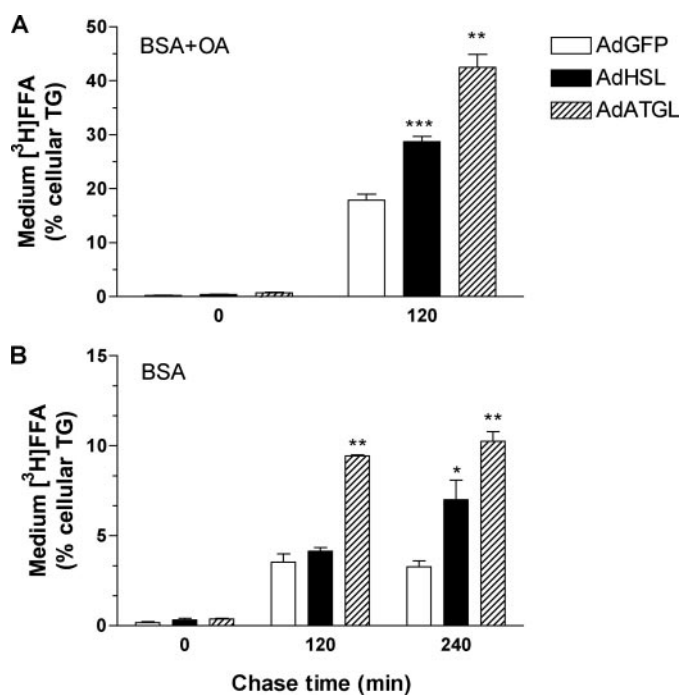 A
BSA+OA
Medium [³H]FFA
(% cellular TG)
50
40
30
20
10
0
***
**
0
120
AdGFP
AdHSL
AdATGL
B
BSA
Medium [³H]FFA
(% cellular TG)
15
10
5
0
**
*
**
0
120
240
Chase time (min)